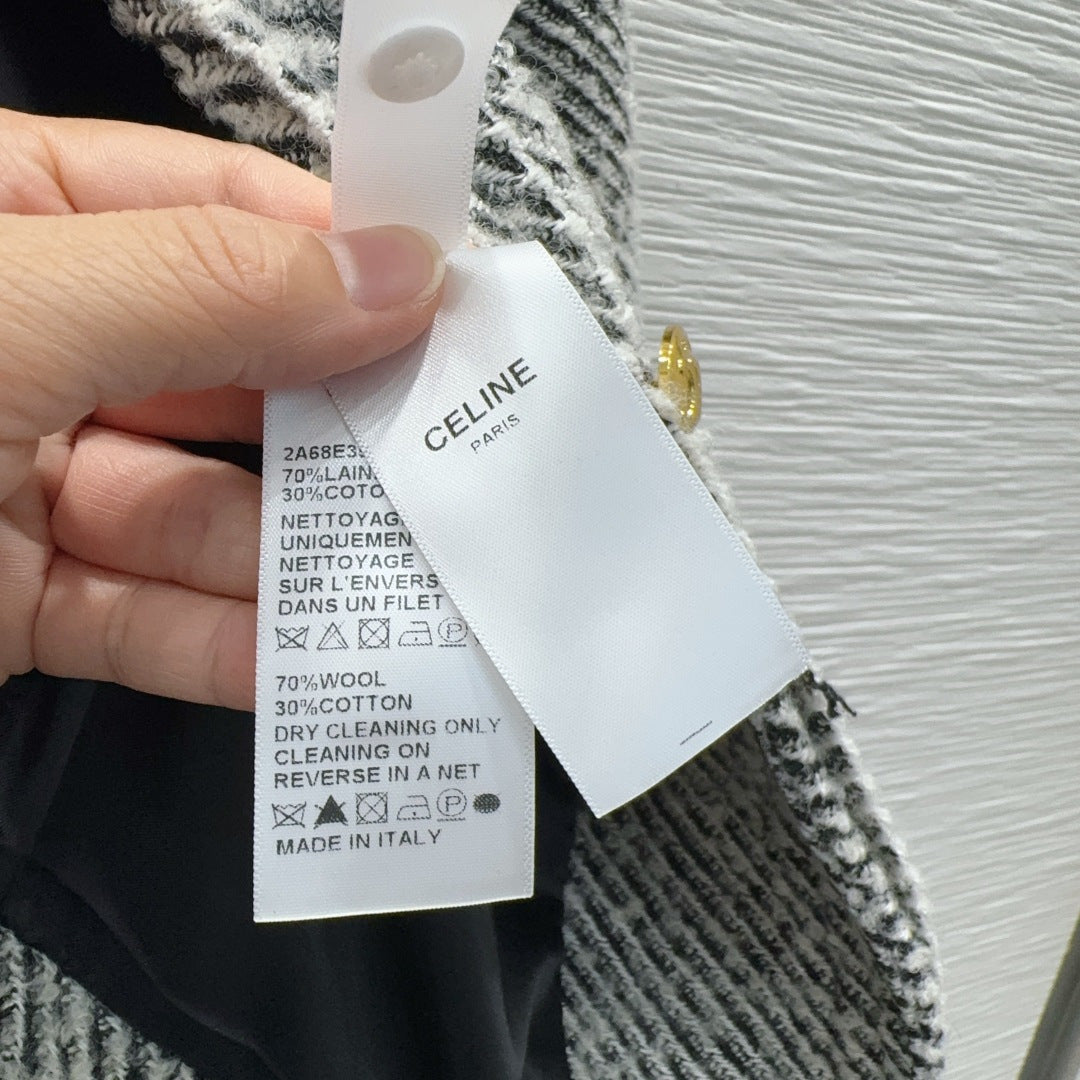 CELINE
PARIS
2A68E3
70%LAIN
30%COTO
NETTOYAG
UNIQUEMEN
NETTOYAGE
SUR L'ENVERS
DANS UN FILET
P
70%WOOL
30%COTTON
DRY CLEANING ONLY
CLEANING ON
REVERSE IN A NET
P
MADE IN ITALY